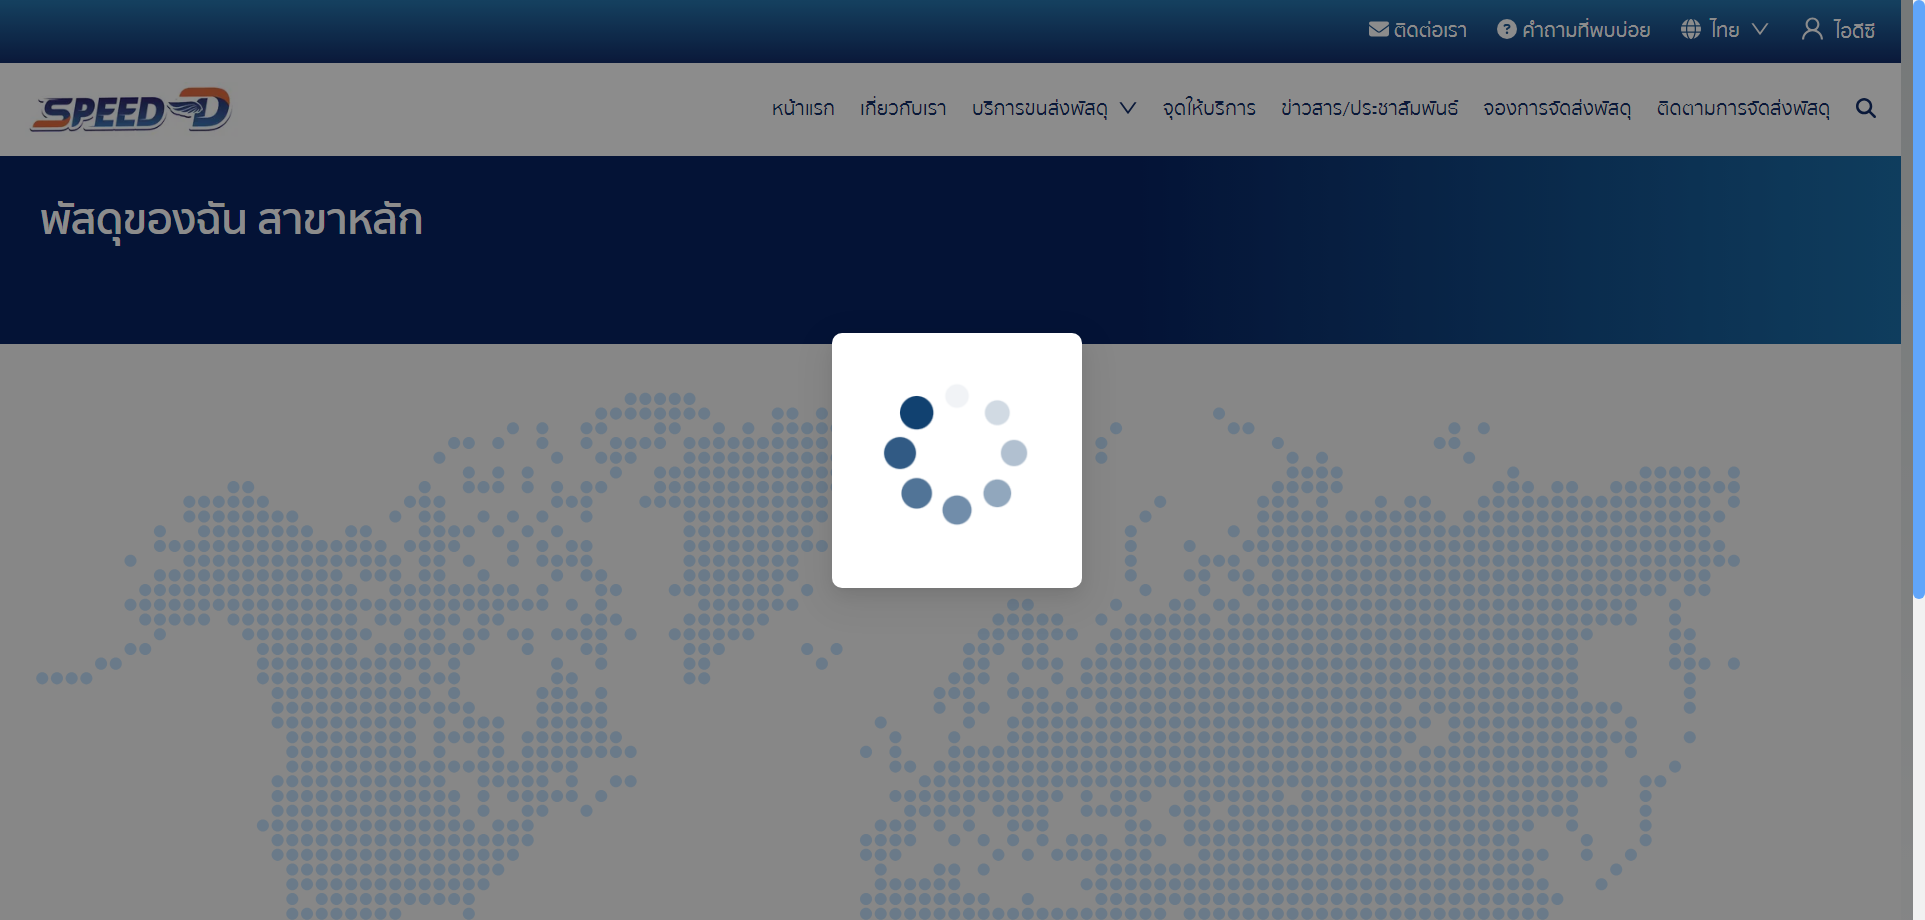 ติดต่อเรา คำถามที่พบบ่อย ไทย ไอดีซี
SPEED-D หน้าแรก เกี่ยวกับเรา บริการขนส่งพัสดุ จุดให้บริการ ข่าวสาร/ประชาสัมพันธ์ จองการจัดส่งพัสดุ ติดตามการจัดส่งพัสดุ
พัสดุของฉัน สาขาหลัก